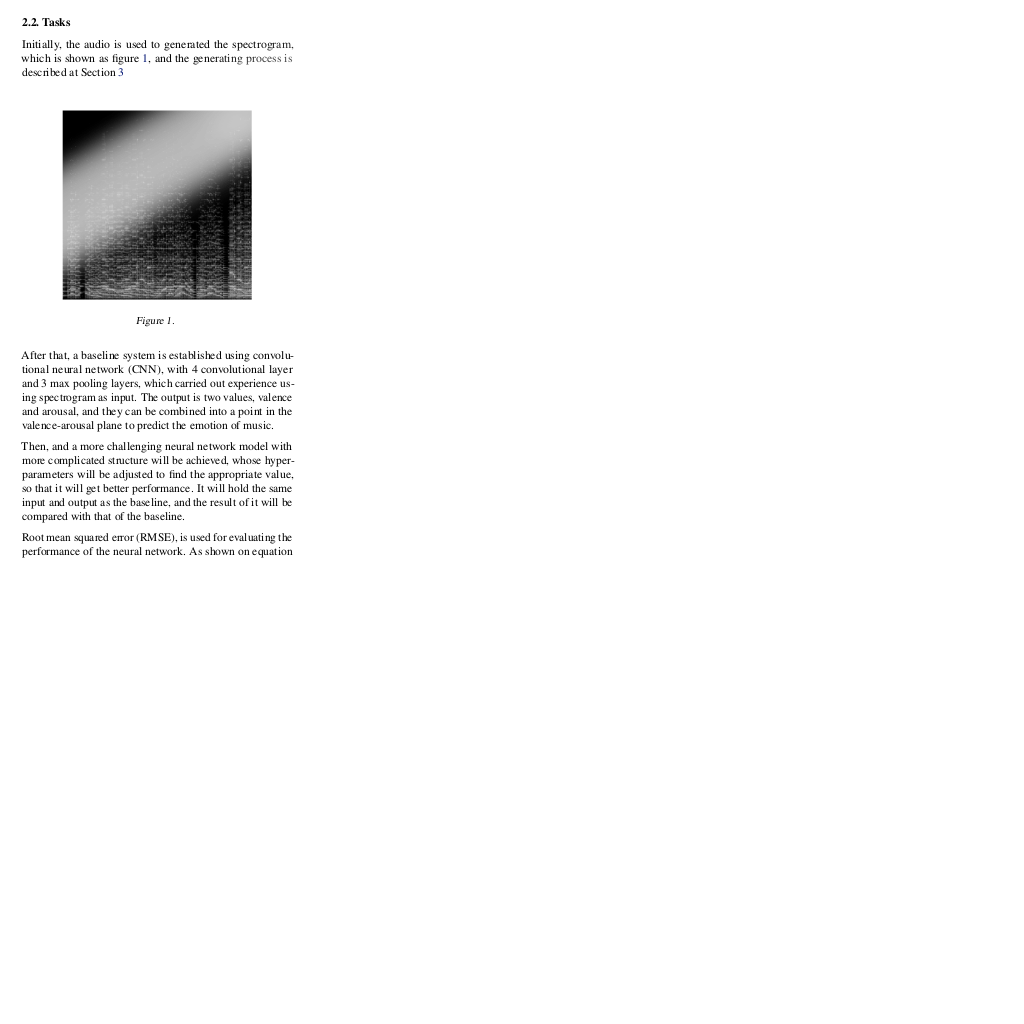 2.2. Tasks
Initially, the audio is used to generated the spectrogram,
which is shown as figure 1, and the generating process is
described at Section 3
Figure 1.
After that, a baseline system is established using convolu-
tional neural network (CNN), with 4 convolutional layer
and 3 max pooling layers, which carried out experience us-
ing spectrogram as input. The output is two values, valence
and arousal, and they can be combined into a point in the
valence-arousal plane to predict the emotion of music.
Then, and a more challenging neural network model with
more complicated structure will be achieved, whose hyper-
parameters will be adjusted to find the appropriate value,
so that it will get better performance. It will hold the same
input and output as the baseline, and the result of it will be
compared with that of the baseline.
Root mean squared error (RMSE), is used for evaluating the
performance of the neural network. As shown on equation